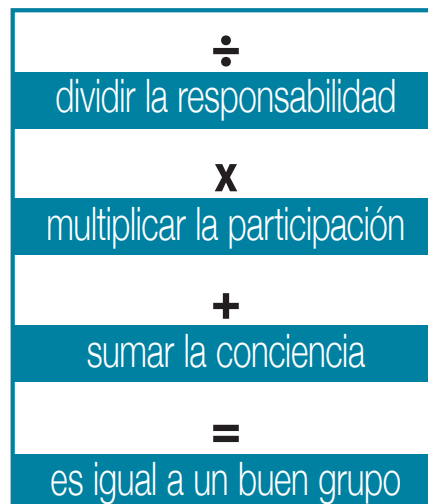 ÷
dividir la responsabilidad
x
multiplicar la participación
+
sumar la conciencia
=
es igual a un buen grupo